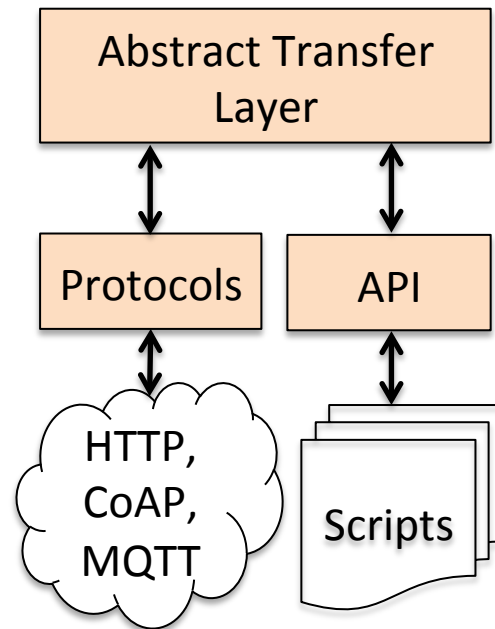 Abstract Transfer
Layer
Protocols
API
HTTP,
CoAP,
MQTT
Scripts